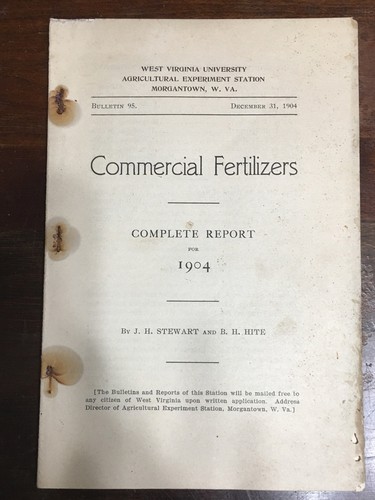 WEST VIRGINIA UNIVERSITY
AGRICULTURAL EXPERIMENT STATION
MORGANTOWN, W. VA.
BULLETIN 95. DECEMBER 31, 1904
Commercial Fertilizers
COMPLETE REPORT
FOR
1904
BY J. H. STEWART AND B. H. HITE
[The Bulletins and Reports of this Station will be mailed free to
any citizen of West Virginia upon written application. Address
Director of Agricultural Experiment Station, Morgantown, W. Va.]